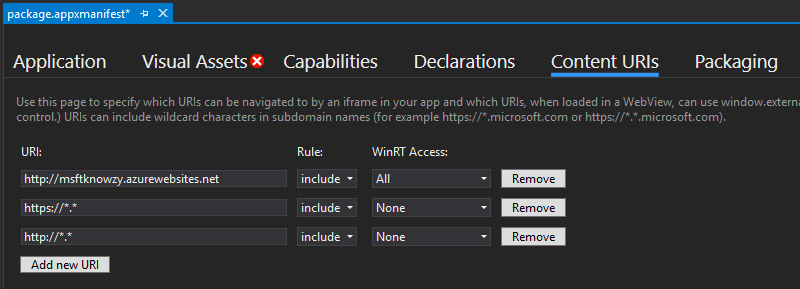 package.appxmanifest*
Application Visual Assets Capabilities Declarations Content URIs Packaging
Use this page to specify which URIs can be navigated to by an iframe in your app and which URIs, when loaded in a WebView, can use window.externa
control.) URIs can include wildcard characters in subdomain names (for example https://*.microsoft.com or https://*.*.microsoft.com).
URI: Rule: WinRT Access:
http://msftknowzy.azurewebsites.net include All Remove
https://*.* include None Remove
http://*.* include None Remove
Add new URI